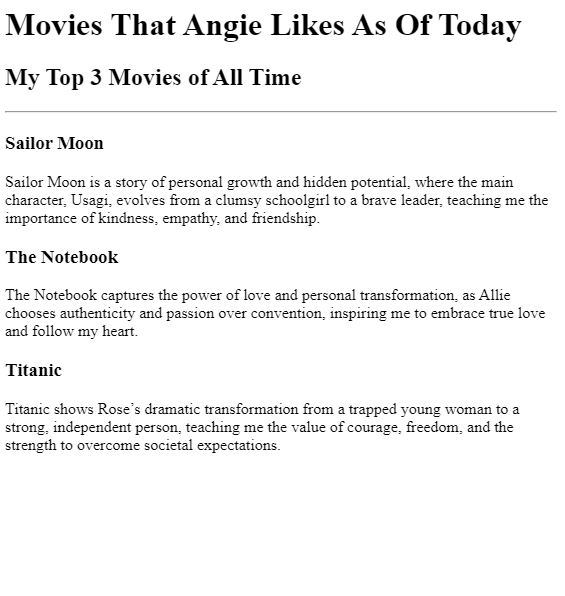 Movies That Angie Likes As Of Today
My Top 3 Movies of All Time
Sailor Moon
Sailor Moon is a story of personal growth and hidden potential, where the main
character, Usagi, evolves from a clumsy schoolgirl to a brave leader, teaching me the
importance of kindness, empathy, and friendship.
The Notebook
The Notebook captures the power of love and personal transformation, as Allie
chooses authenticity and passion over convention, inspiring me to embrace true love
and follow my heart.
Titanic
Titanic shows Rose’s dramatic transformation from a trapped young woman to a
strong, independent person, teaching me the value of courage, freedom, and the
strength to overcome societal expectations.